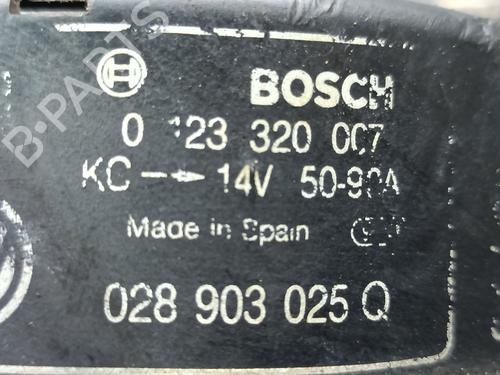 B-PARTS
BOSCH
0 123 320 007
KC → 14V 50-90A
Made in Spain
028 903 025 Q